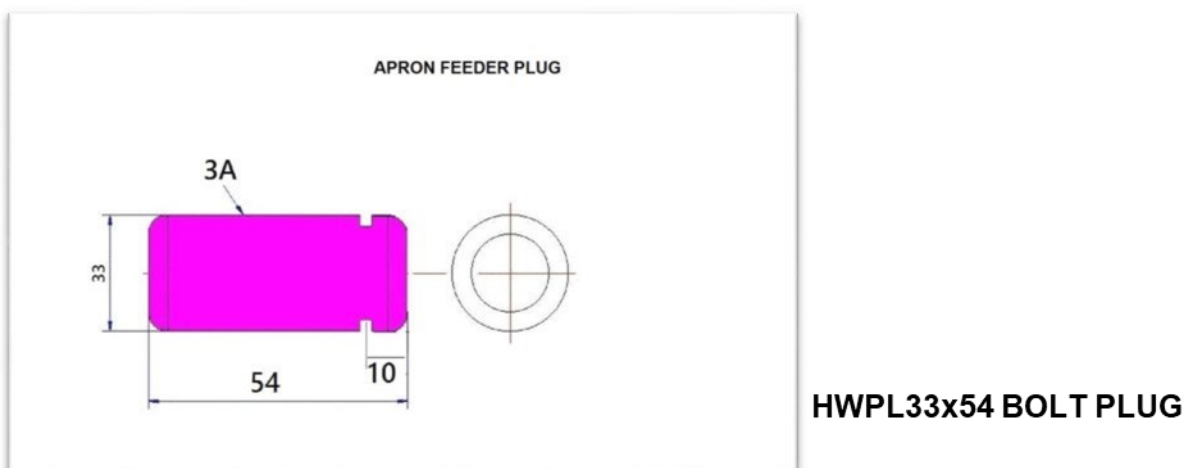 APRON FEEDER PLUG
3A
33
54
10
HWPL33x54 BOLT PLUG